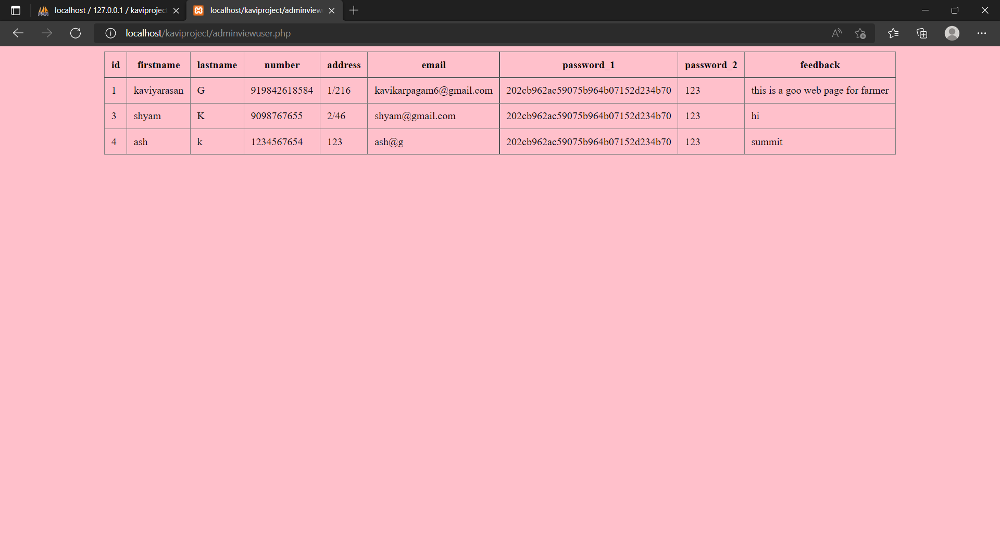 localhost / 127.0.0.1 / kaviproject
localhost/kaviproject/adminview
localhost/kaviproject/adminviewuser.php
id firstname lastname number address email password_1 password_2 feedback
1 kaviyarasan G 919842618584 1/216 kavikarpagam6@gmail.com 202cb962ac59075b964b07152d234b70 123 this is a goo web page for farmer
3 shyam K 9098767655 2/46 shyam@gmail.com 202cb962ac59075b964b07152d234b70 123 hi
4 ash k 1234567654 123 ash@g 202cb962ac59075b964b07152d234b70 123 summit